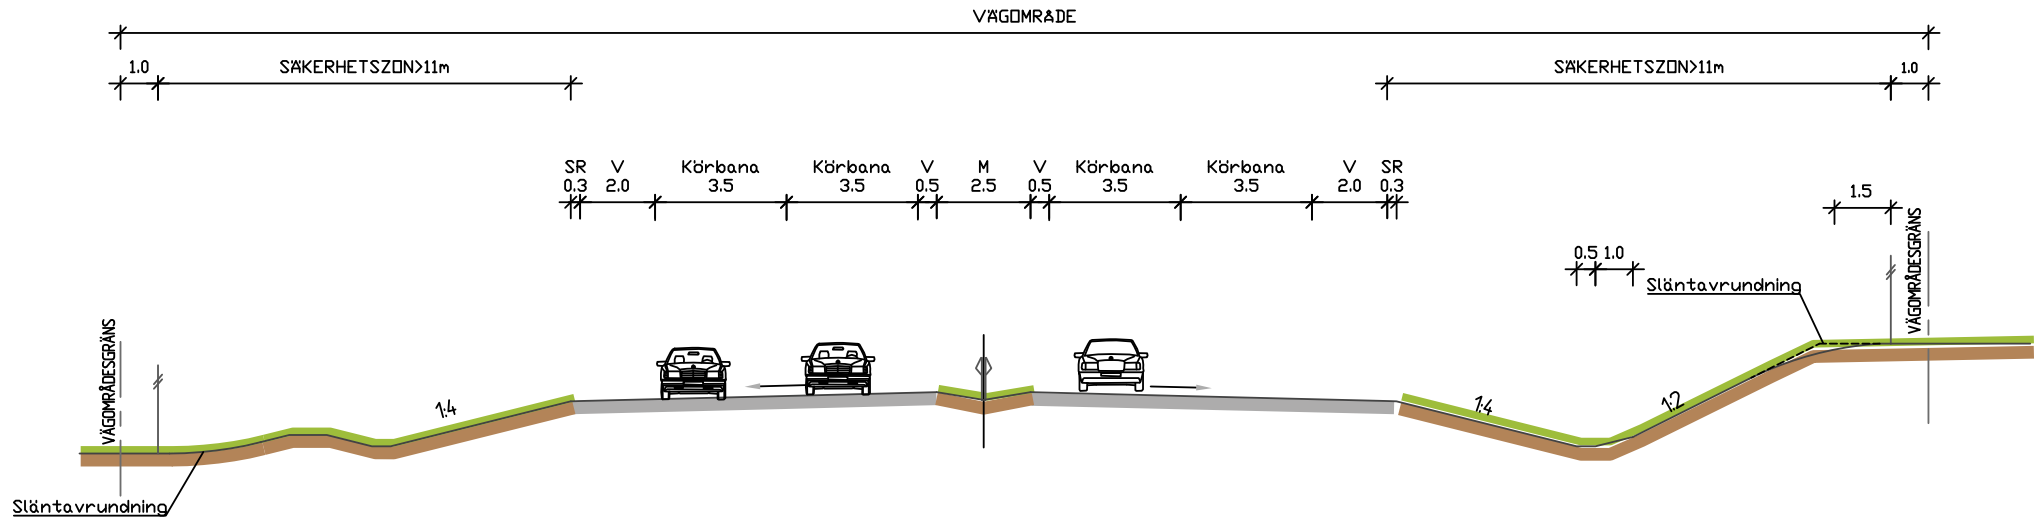 VÄGOMRÅDE
1.0 SÄKERHETSZON>11m SÄKERHETSZON>11m 1.0
SR V Körbana Körbana V M V Körbana Körbana V SR
0.3 2.0 3.5 3.5 0.5 2.5 0.5 3.5 3.5 2.0 0.3
1.5
0.5 1.0
Släntavrundning
VÄGOMRÅDESGRÄNS
VÄGOMRÅDESGRÄNS
1:4
1:4
1:2
Släntavrundning